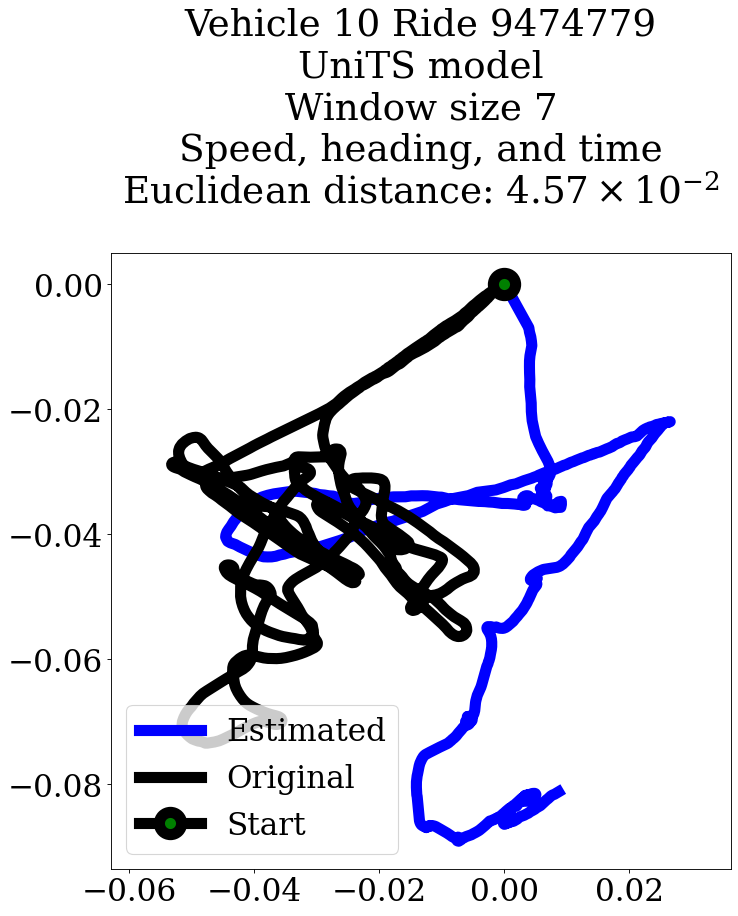 Vehicle 10 Ride 9474779
UniTS model
Window size 7
Speed, heading, and time
Euclidean distance: 4.57 × 10⁻²
0.00
−0.02
−0.04
−0.06
−0.08
Estimated
Original
Start
−0.06 −0.04 −0.02 0.00 0.02